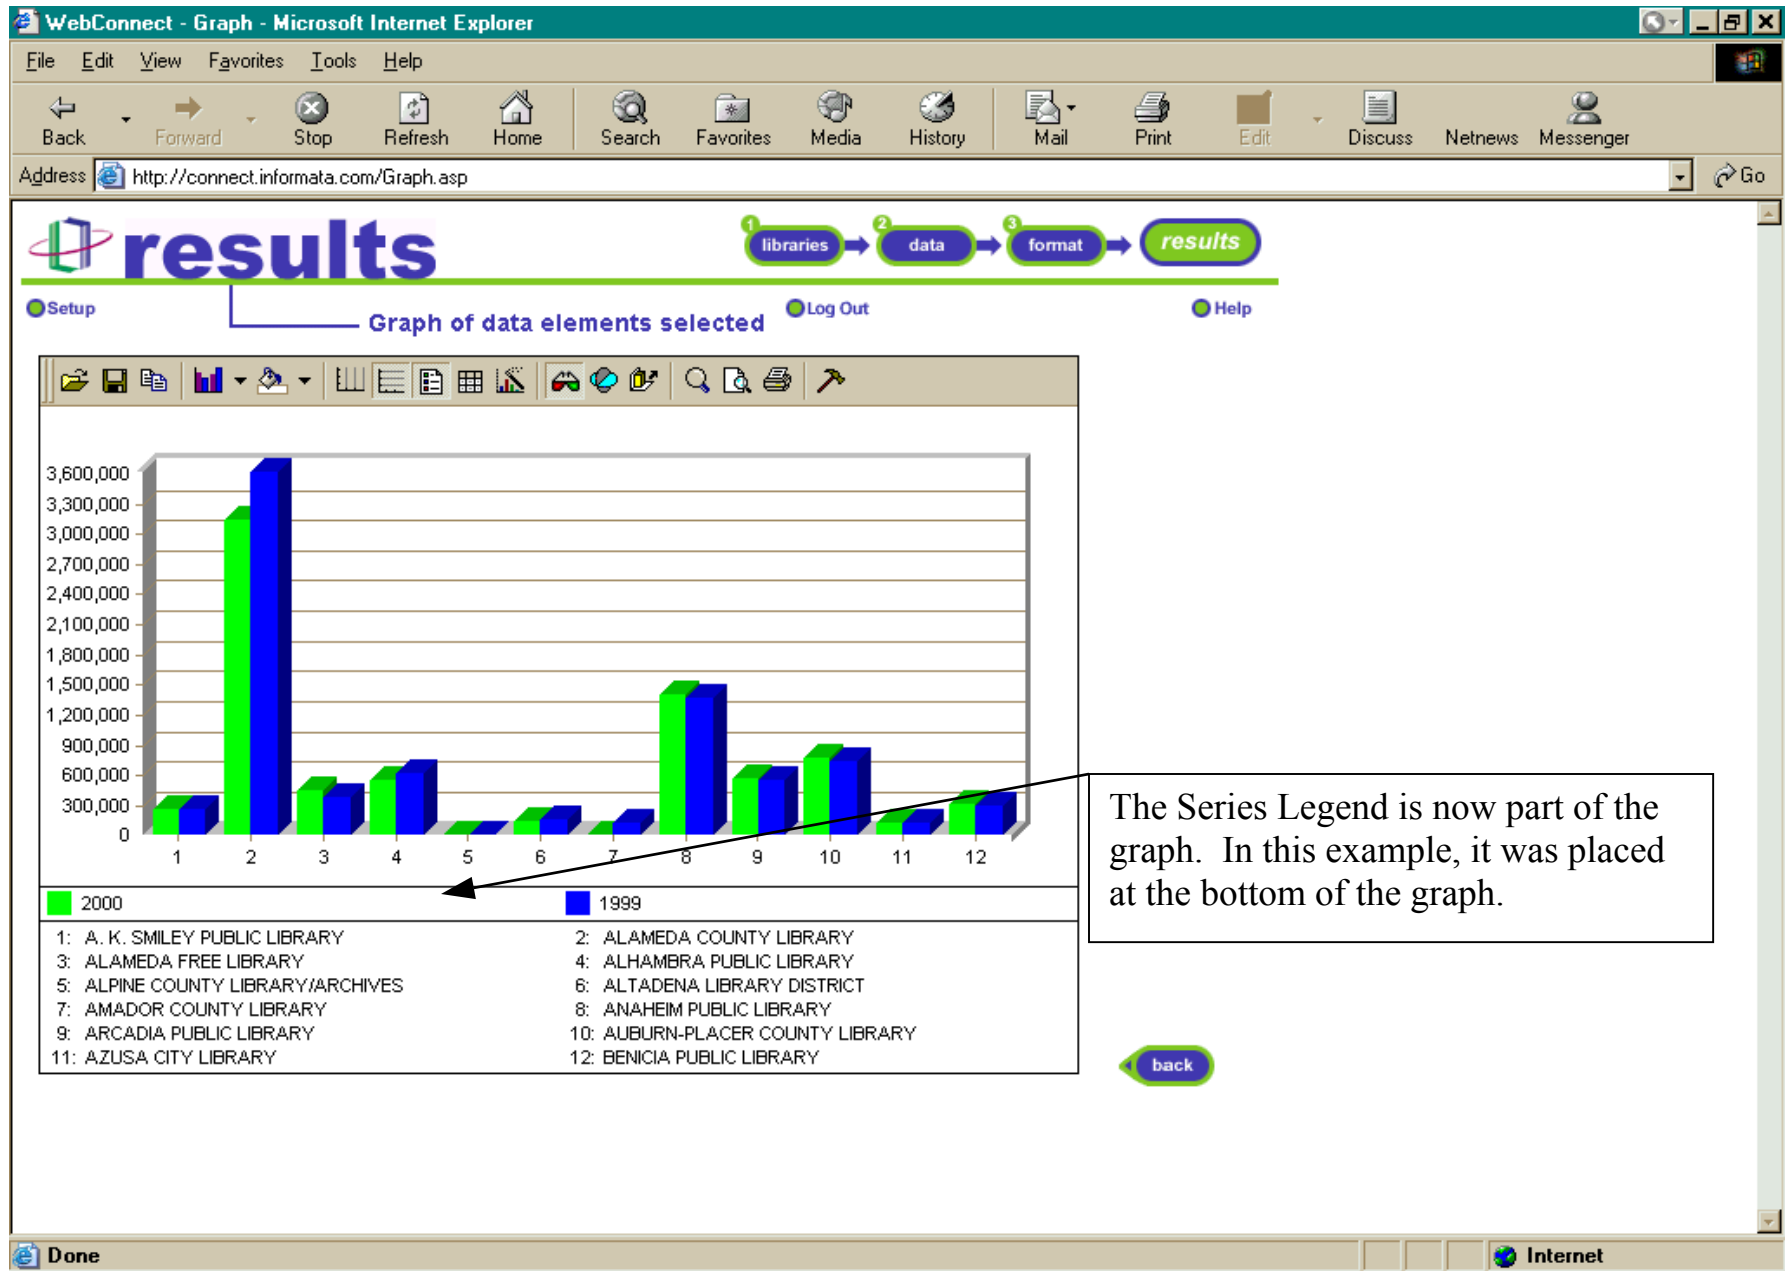 WebConnect - Graph - Microsoft Internet Explorer
File Edit View Favorites Tools Help
Back Forward Stop Refresh Home Search Favorites Media History Mail Print Edit Discuss Netnews Messenger
Address http://connect.informata.com/Graph.asp Go
results
1 libraries 2 data 3 format results
Setup Log Out Help
Graph of data elements selected
3,600,000
3,300,000
3,000,000
2,700,000
2,400,000
2,100,000
1,800,000
1,500,000
1,200,000
900,000
600,000
300,000
0
1 2 3 4 5 6 7 8 9 10 11 12
The Series Legend is now part of the
graph. In this example, it was placed
at the bottom of the graph.
2000 1999
1: A. K. SMILEY PUBLIC LIBRARY 2: ALAMEDA COUNTY LIBRARY
3: ALAMEDA FREE LIBRARY 4: ALHAMBRA PUBLIC LIBRARY
5: ALPINE COUNTY LIBRARY/ARCHIVES 6: ALTADENA LIBRARY DISTRICT
7: AMADOR COUNTY LIBRARY 8: ANAHEIM PUBLIC LIBRARY
9: ARCADIA PUBLIC LIBRARY 10: AUBURN-PLACER COUNTY LIBRARY
11: AZUSA CITY LIBRARY 12: BENICIA PUBLIC LIBRARY
back
Done Internet